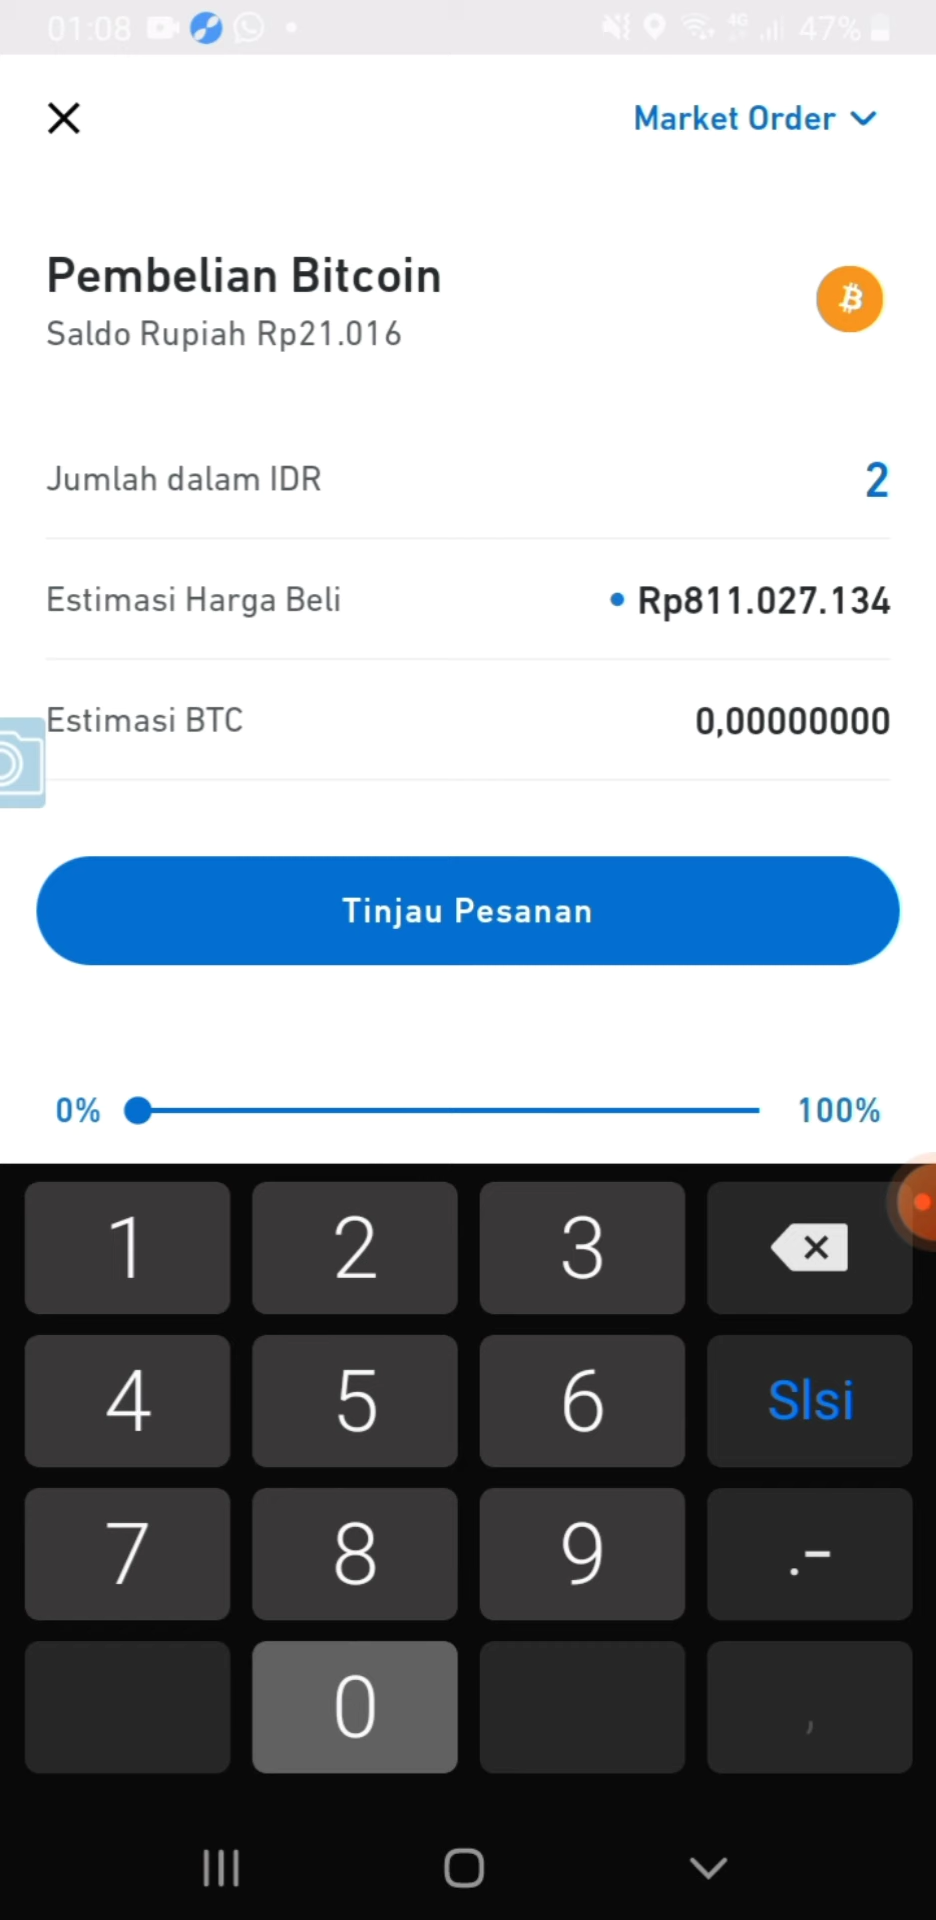 01:08
4G
47%
Market Order
Pembelian Bitcoin
Saldo Rupiah Rp21.016
Jumlah dalam IDR
2
Estimasi Harga Beli
Rp811.027.134
Estimasi BTC
0,00000000
Tinjau Pesanan
0%
100%
1
2
3
4
5
6
Slsi
7
8
9
.-
0
,